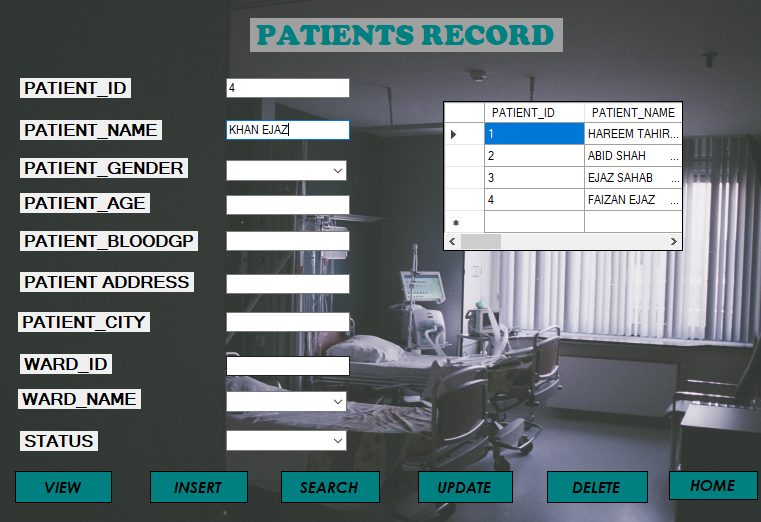 PATIENTS RECORD
PATIENT_ID 4
PATIENT_NAME KHAN EJAZ
PATIENT_GENDER
PATIENT_AGE
PATIENT_BLOODGP
PATIENT ADDRESS
PATIENT_CITY
WARD_ID
WARD_NAME
STATUS
PATIENT_ID PATIENT_NAME
1 HAREEM TAHIR...
2 ABID SHAH ...
3 EJAZ SAHAB ...
4 FAIZAN EJAZ ...
*
VIEW INSERT SEARCH UPDATE DELETE HOME